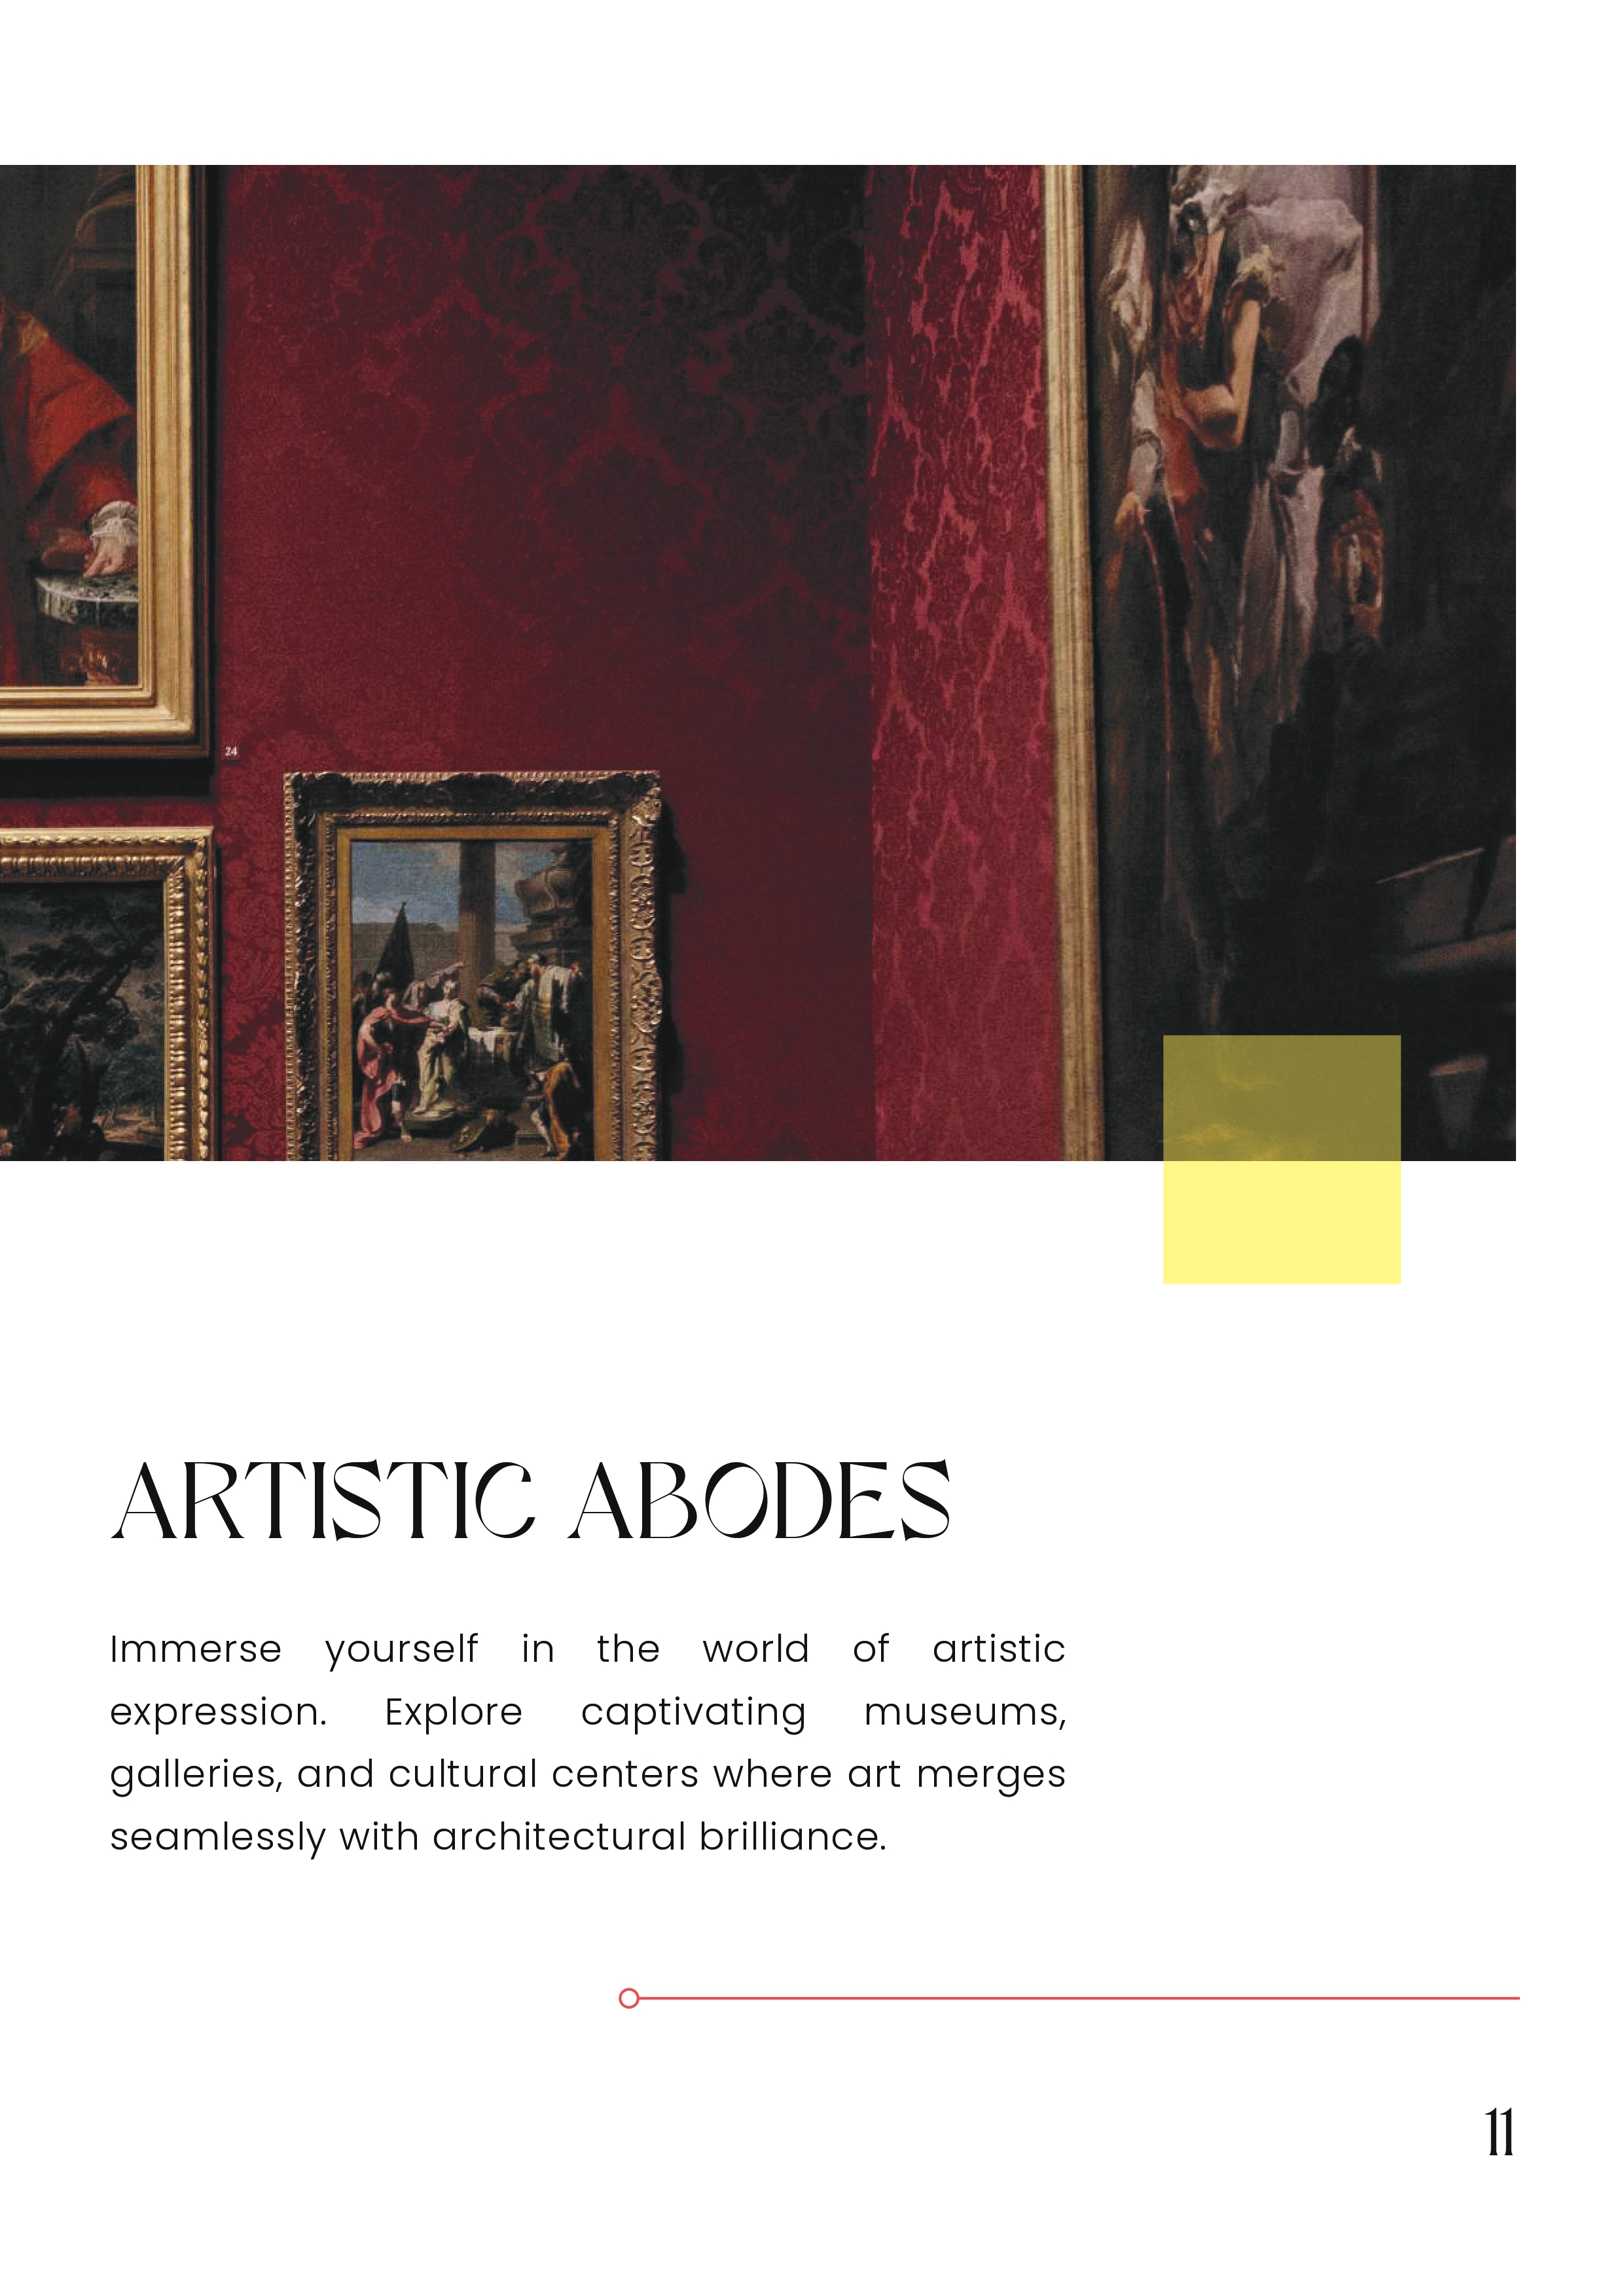 24
ARTISTIC ABODES
Immerse yourself in the world of artistic
expression. Explore captivating museums,
galleries, and cultural centers where art merges
seamlessly with architectural brilliance.
11